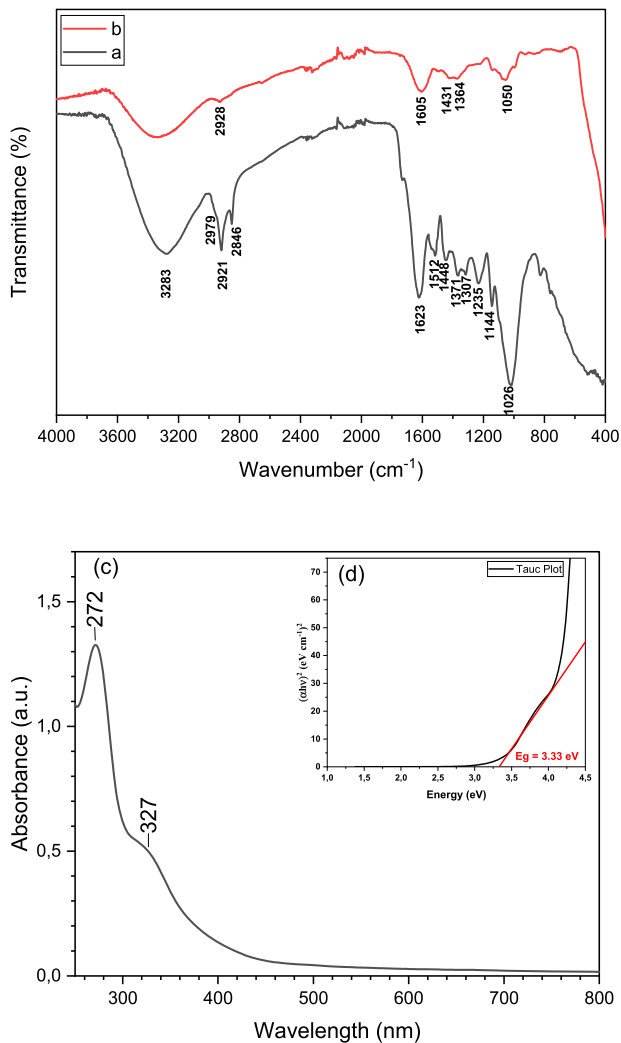 b
a
2928
1605
1431
1364
1050
3283
2979
2921
2846
1623
1512
1448
1371
1307
1235
1144
1026
Transmittance (%)
4000 3600 3200 2800 2400 2000 1600 1200 800 400
Wavenumber (cm⁻¹)
(c)
272
327
Absorbance (a.u.)
1,5
1,0
0,5
0,0
300 400 500 600 700 800
Wavelength (nm)
(d)
Tauc Plot
(αhν)² (eV cm⁻¹)²
70
60
50
40
30
20
10
0
Eg = 3.33 eV
1,0 1,5 2,0 2,5 3,0 3,5 4,0 4,5
Energy (eV)